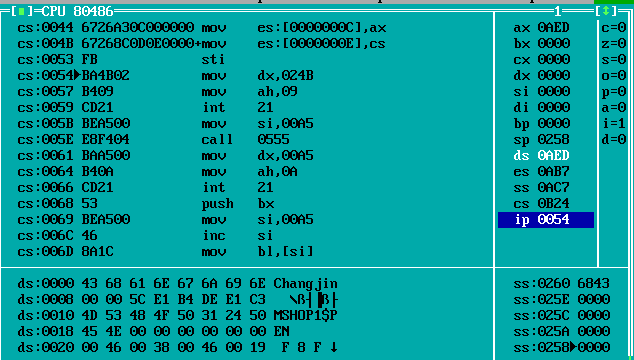 [■] CPU 80486 1 [↕]
cs:0044 6726A30C000000 mov es:[0000000C],ax
cs:004B 67268C0D0E0000+mov es:[0000000E],cs
cs:0053 FB sti
cs:0054►BA4B02 mov dx,024B
cs:0057 B409 mov ah,09
cs:0059 CD21 int 21
cs:005B BEA500 mov si,00A5
cs:005E E8F404 call 0555
cs:0061 BAA500 mov dx,00A5
cs:0064 B40A mov ah,0A
cs:0066 CD21 int 21
cs:0068 53 push bx
cs:0069 BEA500 mov si,00A5
cs:006C 46 inc si
cs:006D 8A1C mov bl,[si]
ax 0AED c=0
bx 0000 z=0
cx 0000 s=0
dx 0000 o=0
si 0000 p=0
di 0000 a=0
bp 0000 i=1
sp 0258 d=0
ds 0AED
es 0AB7
ss 0AC7
cs 0B24
ip 0054
ds:0000 43 68 61 6E 67 6A 69 6E Changjin
ds:0008 00 00 5C E1 B4 DE E1 C3 \ß┤▐ß├
ds:0010 4D 53 48 4F 50 31 24 50 MSHOP1$P
ds:0018 45 4E 00 00 00 00 00 00 EN
ds:0020 00 46 00 38 00 46 00 19 F 8 F ↓
ss:0260 6843
ss:025E 0000
ss:025C 0000
ss:025A 0000
ss:0258►0000